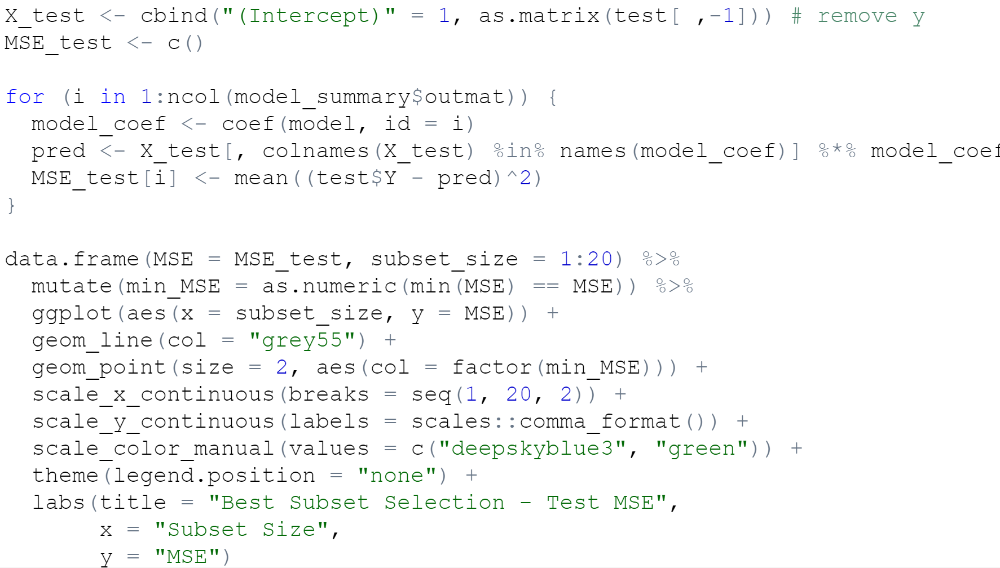 X_test <- cbind("(Intercept)" = 1, as.matrix(test[ ,-1])) # remove y
MSE_test <- c()
for (i in 1:ncol(model_summary$outmat)) {
  model_coef <- coef(model, id = i)
  pred <- X_test[, colnames(X_test) %in% names(model_coef)] %*% model_coef
  MSE_test[i] <- mean((test$Y - pred)^2)
}
data.frame(MSE = MSE_test, subset_size = 1:20) %>%
  mutate(min_MSE = as.numeric(min(MSE) == MSE)) %>%
  ggplot(aes(x = subset_size, y = MSE)) +
  geom_line(col = "grey55") +
  geom_point(size = 2, aes(col = factor(min_MSE))) +
  scale_x_continuous(breaks = seq(1, 20, 2)) +
  scale_y_continuous(labels = scales::comma_format()) +
  scale_color_manual(values = c("deepskyblue3", "green")) +
  theme(legend.position = "none") +
  labs(title = "Best Subset Selection - Test MSE",
       x = "Subset Size",
       y = "MSE")